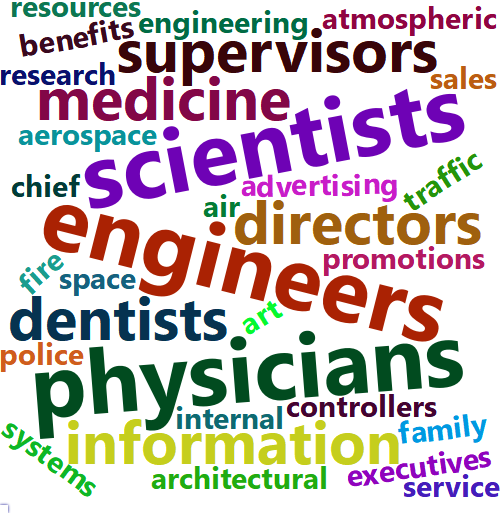 resources
engineering
atmospheric
benefits
supervisors
research
sales
medicine
aerospace
scientists
chief
advertising
traffic
air
directors
engineers
promotions
fire
space
dentists
art
police
physicians
internal
controllers
information
family
systems
architectural
executives
service